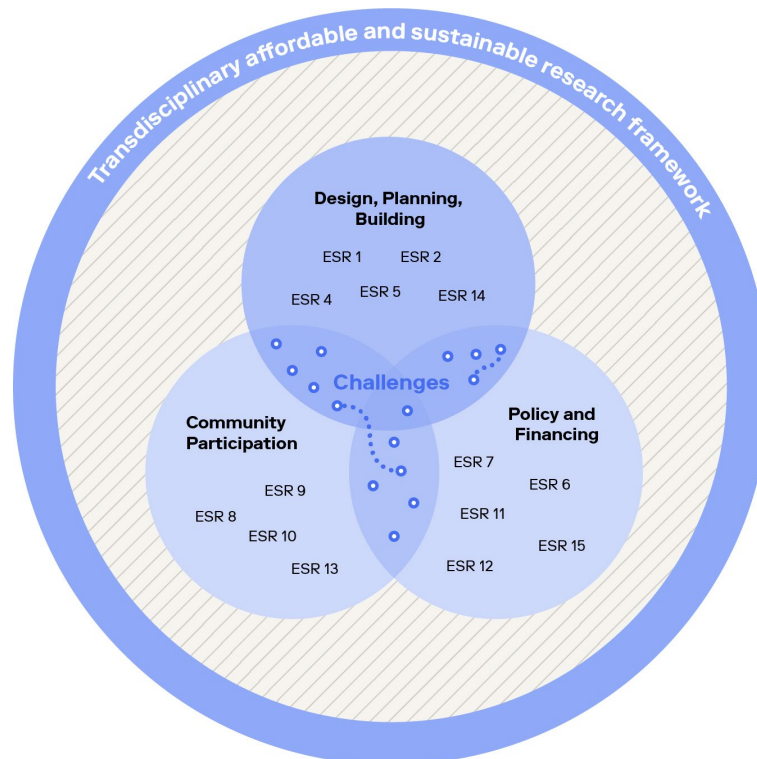 Transdisciplinary affordable and sustainable research framework
Design, Planning,
Building
ESR 1
ESR 2
ESR 4
ESR 5
ESR 14
Challenges
Community
Participation
ESR 9
ESR 8
ESR 10
ESR 13
Policy and
Financing
ESR 7
ESR 6
ESR 11
ESR 15
ESR 12